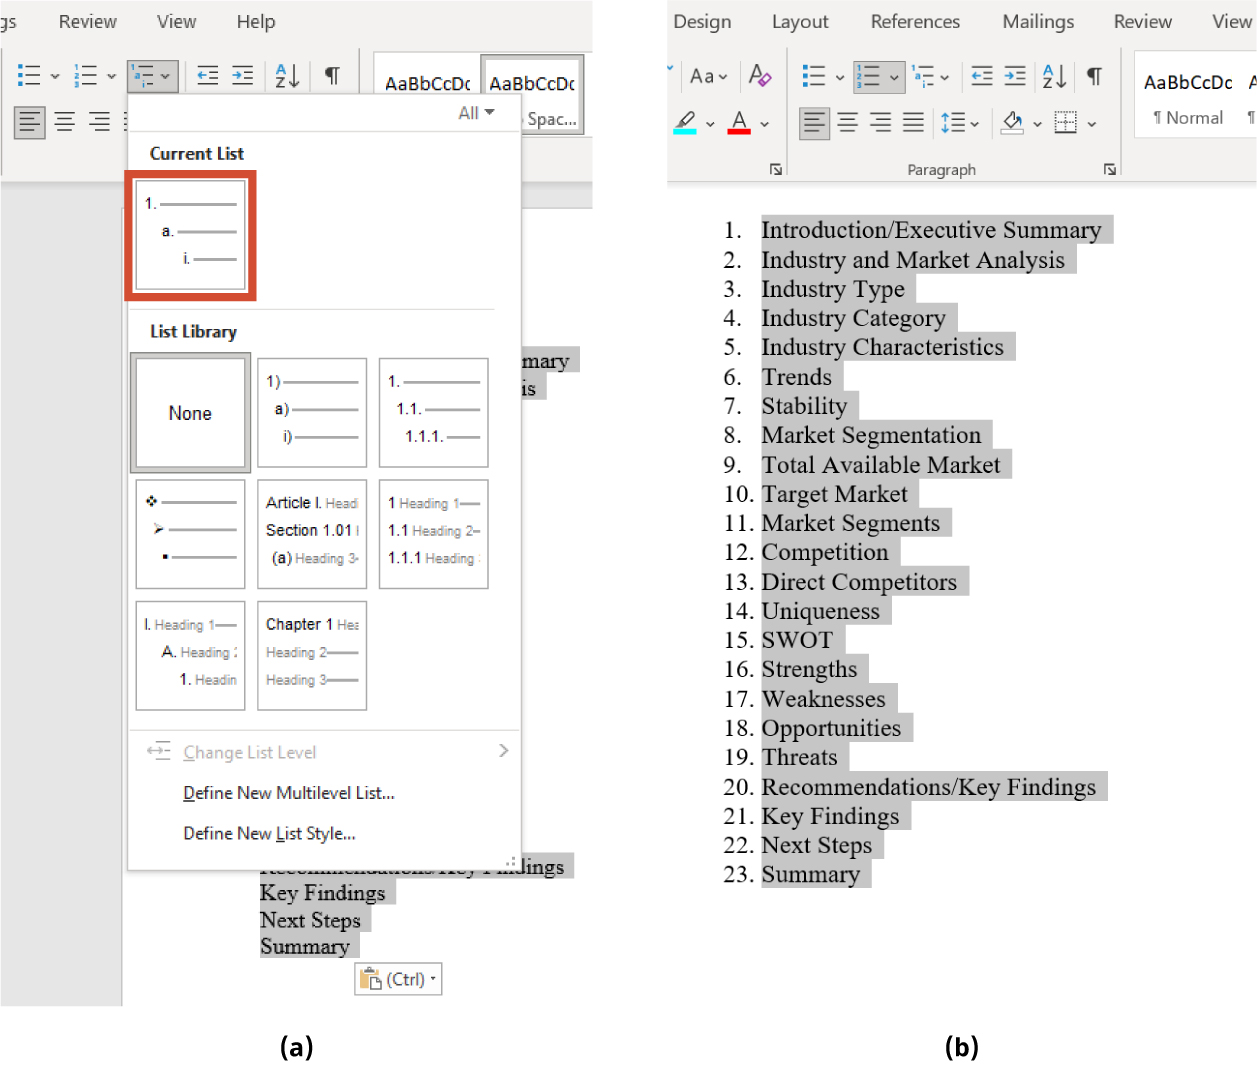 gs Review View Help
AaBbCcDc AaBbCcDc
Spac...
All
Current List
1.
a.
i.
List Library
None
1)
a)
i)
1.
1.1.
1.1.1.
Article I. Headi
Section 1.01
(a) Heading 3
1 Heading 1
1.1 Heading 2
1.1.1 Heading
I. Heading 1
A. Heading
1. Headin
Chapter 1 Hea
Heading 2
Heading 3
Change List Level
Define New Multilevel List...
Define New List Style...
mary
is
Recommendations/Key Findings
Key Findings
Next Steps
Summary
(Ctrl)
(a)
Design Layout References Mailings Review View
Aa A
A
AaBbCcDc A
¶ Normal ¶
Paragraph
1. Introduction/Executive Summary
2. Industry and Market Analysis
3. Industry Type
4. Industry Category
5. Industry Characteristics
6. Trends
7. Stability
8. Market Segmentation
9. Total Available Market
10. Target Market
11. Market Segments
12. Competition
13. Direct Competitors
14. Uniqueness
15. SWOT
16. Strengths
17. Weaknesses
18. Opportunities
19. Threats
20. Recommendations/Key Findings
21. Key Findings
22. Next Steps
23. Summary
(b)